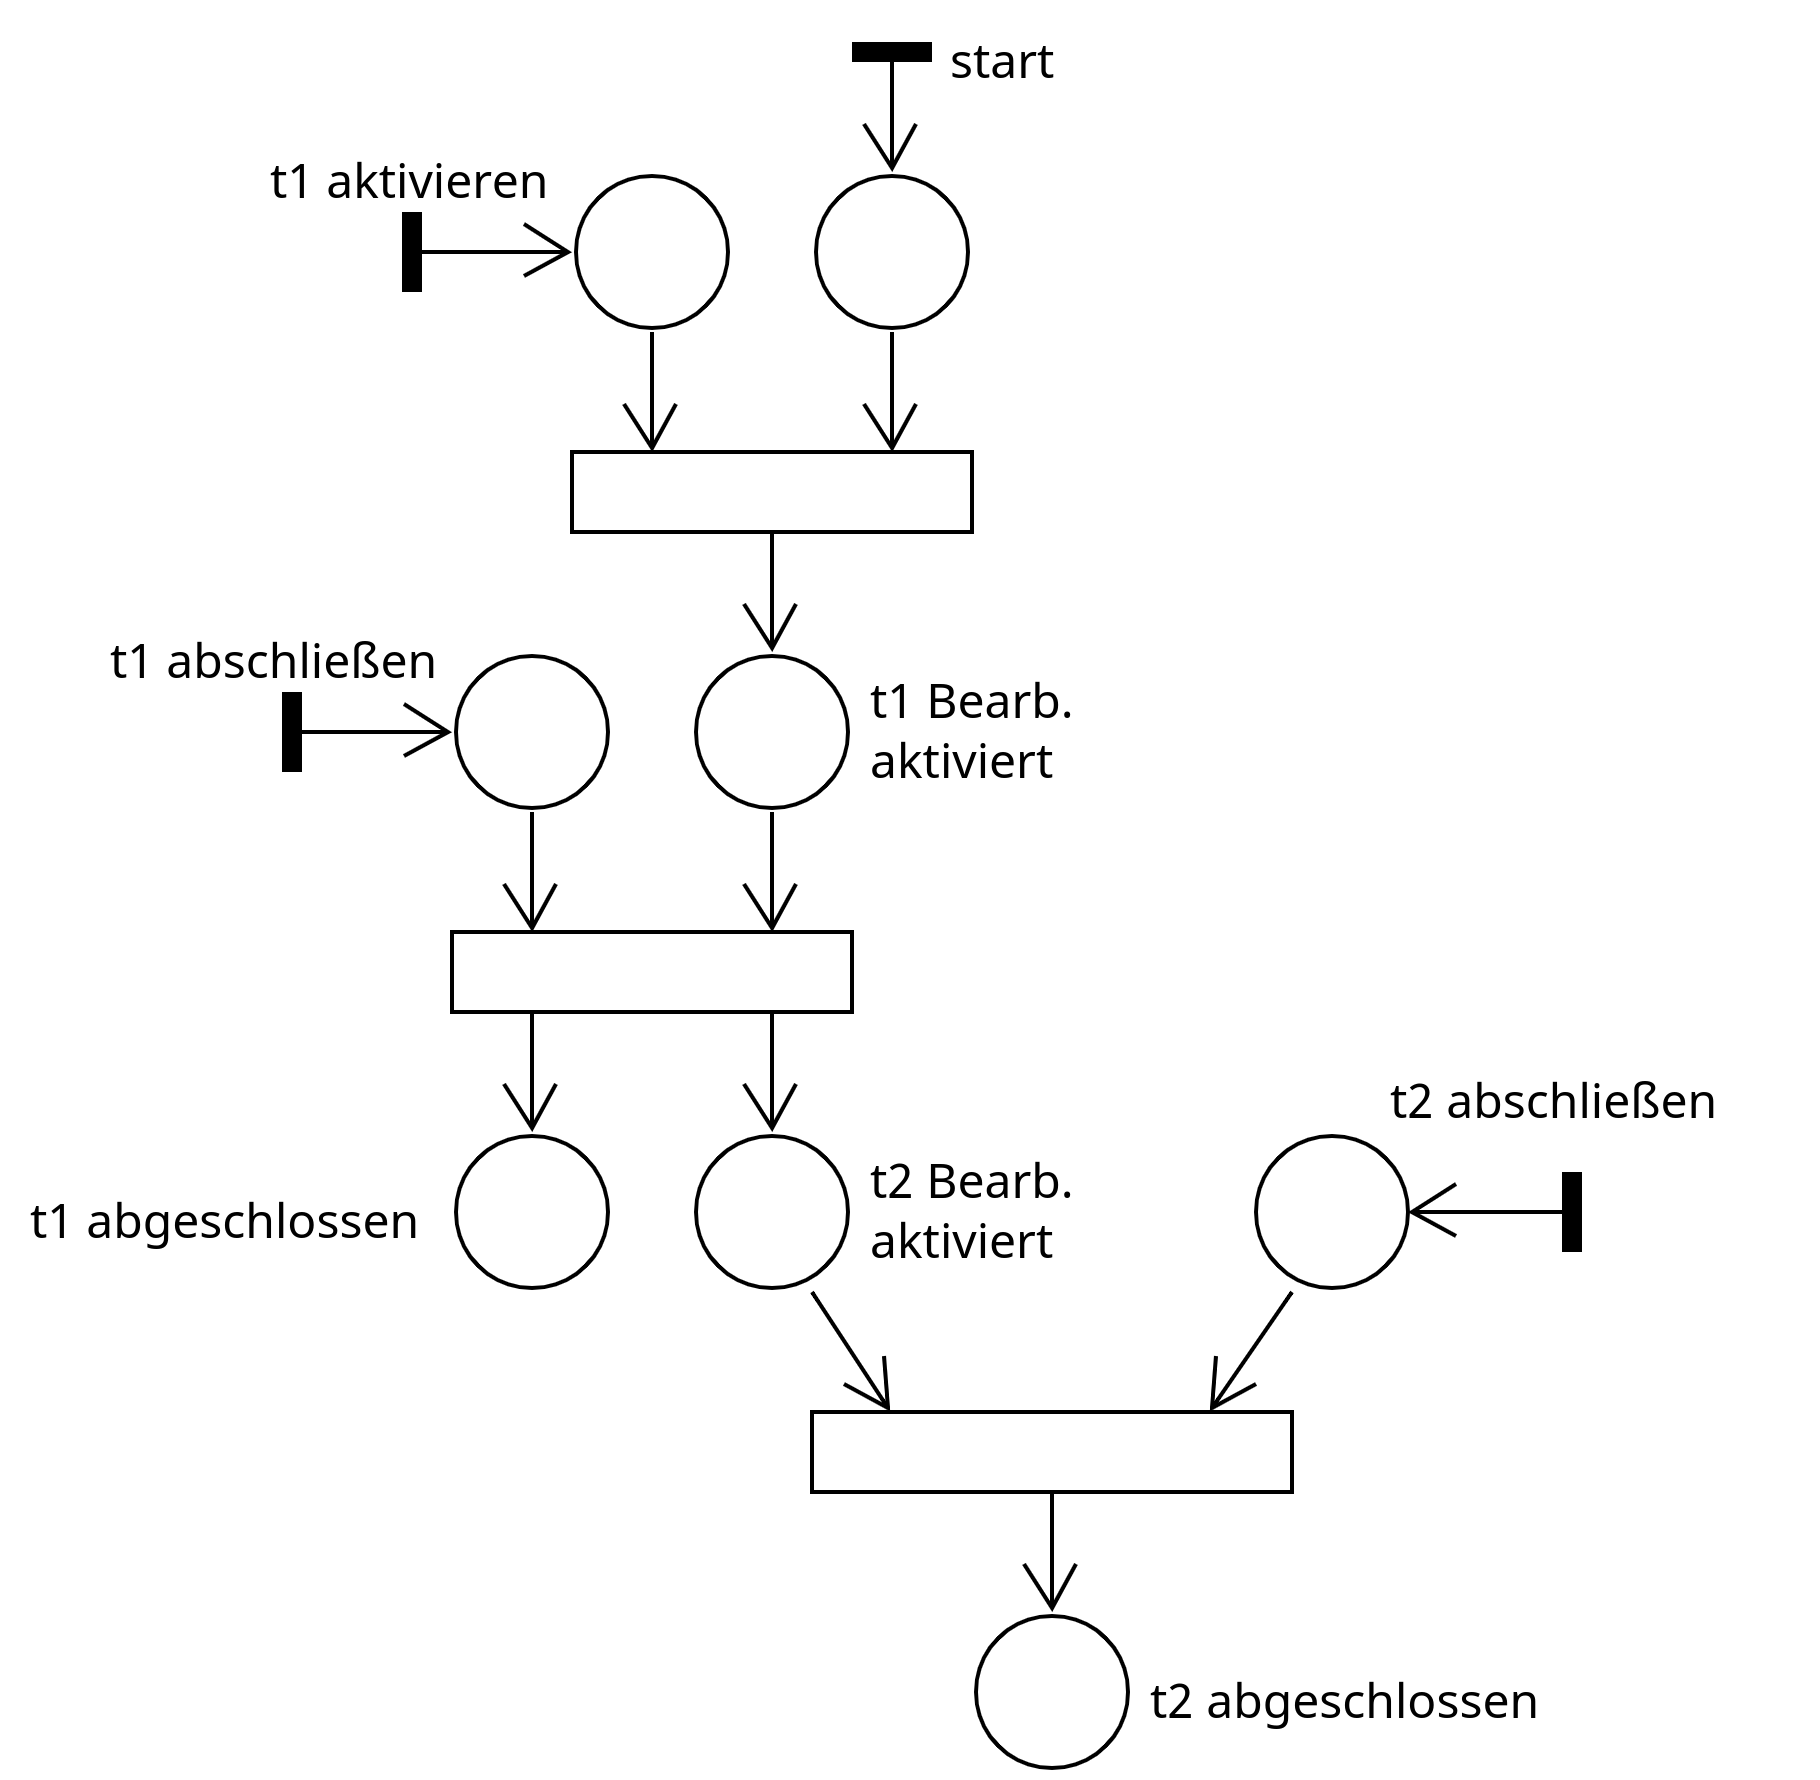 start
t1 aktivieren
t1 abschließen
t1 Bearb.
aktiviert
t2 abschließen
t1 abgeschlossen
t2 Bearb.
aktiviert
t2 abgeschlossen